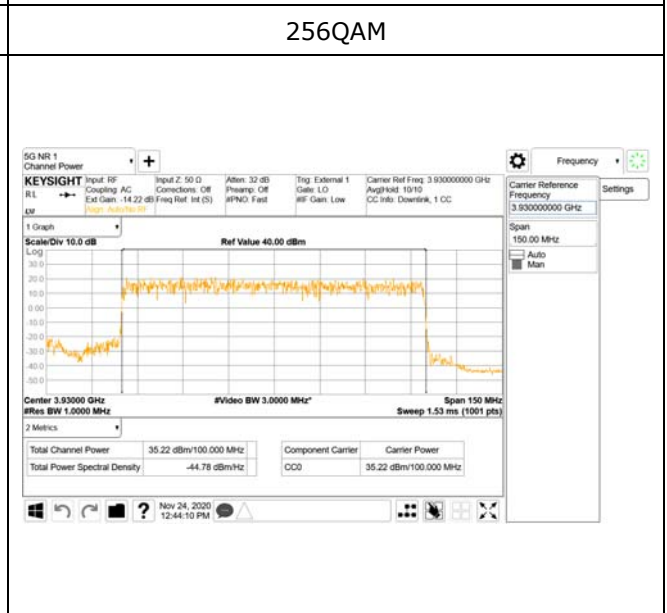 256QAM
5G NR 1
Channel Power
Frequency
KEYSIGHT
Input: RF
Input Z: 50 Ω
Atten: 32 dB
Trig: External 1
Carrier Ref Freq: 3.930000000 GHz
RL
Coupling: AC
Corrections: Off
Preamp: Off
Gate: LO
Avg|Hold: 10/10
Ext Gain: -14.22 dB
Freq Ref: Int (S)
#PNO: Fast
#IF Gain: Low
CC Info: Downlink, 1 CC
Align: Auto/No RF
Carrier Reference
Frequency
3.930000000 GHz
Settings
Span
150.00 MHz
Auto
Man
1 Graph
Scale/Div 10.0 dB
Ref Value 40.00 dBm
Log
30.0
20.0
10.0
0.00
-10.0
-20.0
-30.0
-40.0
-50.0
Center 3.93000 GHz
#Video BW 3.0000 MHz*
Span 150 MHz
#Res BW 1.0000 MHz
Sweep 1.53 ms (1001 pts)
2 Metrics
Total Channel Power
35.22 dBm/100.000 MHz
Component Carrier
Carrier Power
Total Power Spectral Density
-44.78 dBm/Hz
CC0
35.22 dBm/100.000 MHz
?
Nov 24, 2020
12:44:10 PM